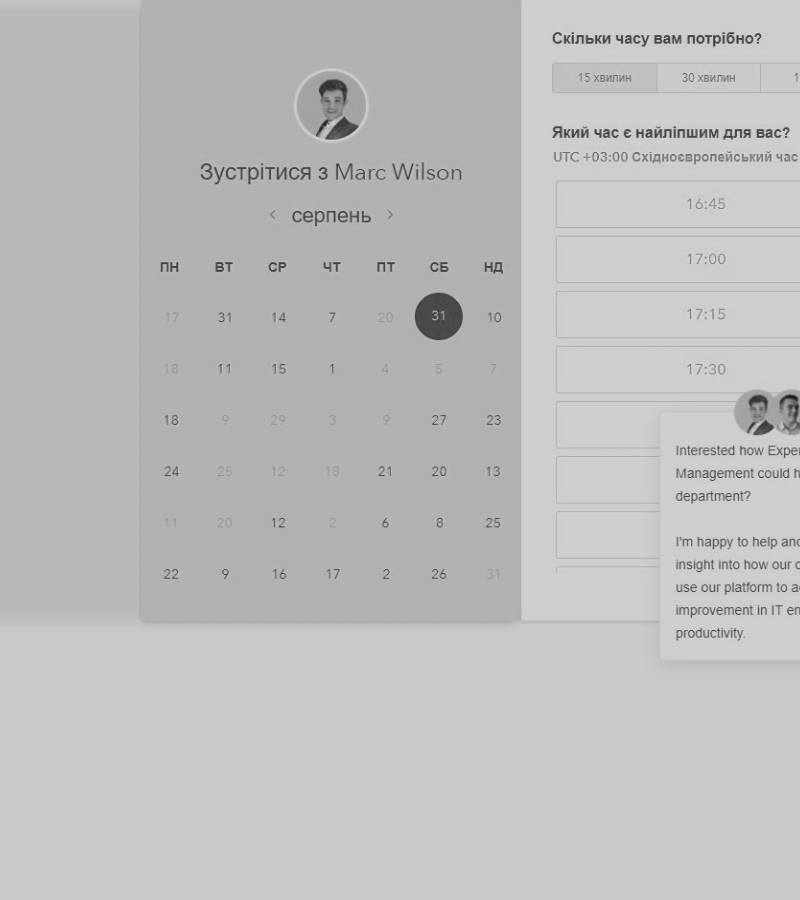 Зустрітися з Marc Wilson
серпень
ПН ВТ СР ЧТ ПТ СБ НД
17 31 14 7 20 31 10
18 11 15 1 4 5 7
18 9 29 3 9 27 23
24 25 12 18 21 20 13
11 20 12 2 6 8 25
22 9 16 17 2 26 31
Скільки часу вам потрібно?
15 хвилин 30 хвилин 1
Який час є найліпшим для вас?
UTC +03:00 Східноєвропейський час
16:45
17:00
17:15
17:30
Interested how Exper
Management could h
department?
I'm happy to help and
insight into how our c
use our platform to a
improvement in IT en
productivity.